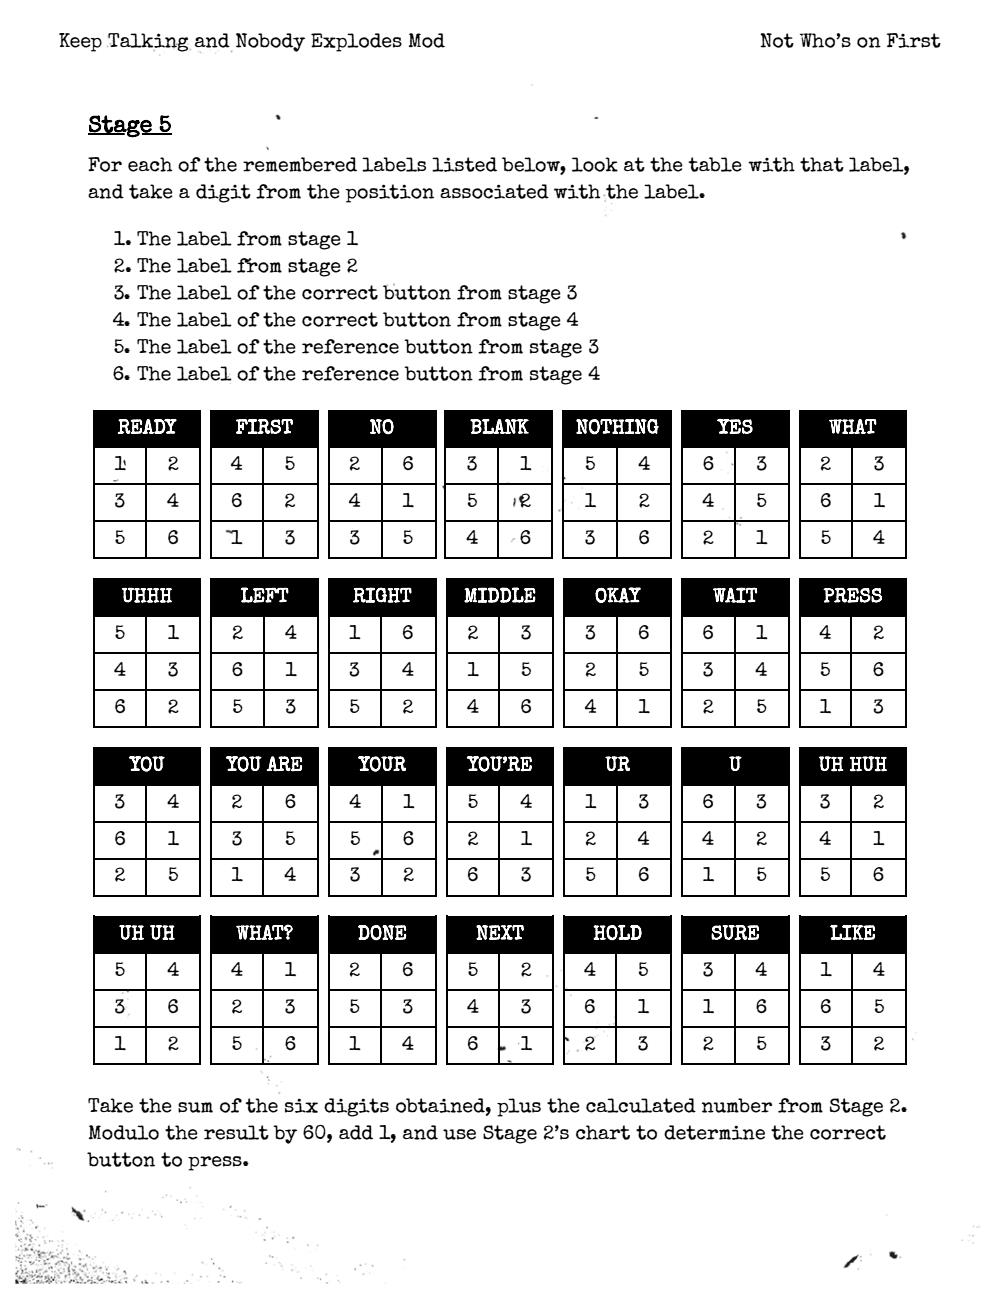 Keep Talking and Nobody Explodes Mod Not Who's on First
Stage 5
For each of the remembered labels listed below, look at the table with that label,
and take a digit from the position associated with the label.
1. The label from stage 1
2. The label from stage 2
3. The label of the correct button from stage 3
4. The label of the correct button from stage 4
5. The label of the reference button from stage 3
6. The label of the reference button from stage 4
READY FIRST NO BLANK NOTHING YES WHAT
1 2 4 5 2 6 3 1 5 4 6 3 2 3
3 4 6 2 4 1 5 2 1 2 4 5 6 1
5 6 1 3 3 5 4 6 3 6 2 1 5 4
UHHH LEFT RIGHT MIDDLE OKAY WAIT PRESS
5 1 2 4 1 6 2 3 3 6 6 1 4 2
4 3 6 1 3 4 1 5 2 5 3 4 5 6
6 2 5 3 5 2 4 6 4 1 2 5 1 3
YOU YOU ARE YOUR YOU'RE UR U UH HUH
3 4 2 6 4 1 5 4 1 3 6 3 3 2
6 1 3 5 5 6 2 1 2 4 4 2 4 1
2 5 1 4 3 2 6 3 5 6 1 5 5 6
UH UH WHAT? DONE NEXT HOLD SURE LIKE
5 4 4 1 2 6 5 2 4 5 3 4 1 4
3 6 2 3 5 3 4 3 6 1 1 6 6 5
1 2 5 6 1 4 6 1 2 3 2 5 3 2
Take the sum of the six digits obtained, plus the calculated number from Stage 2.
Modulo the result by 60, add 1, and use Stage 2's chart to determine the correct
button to press.